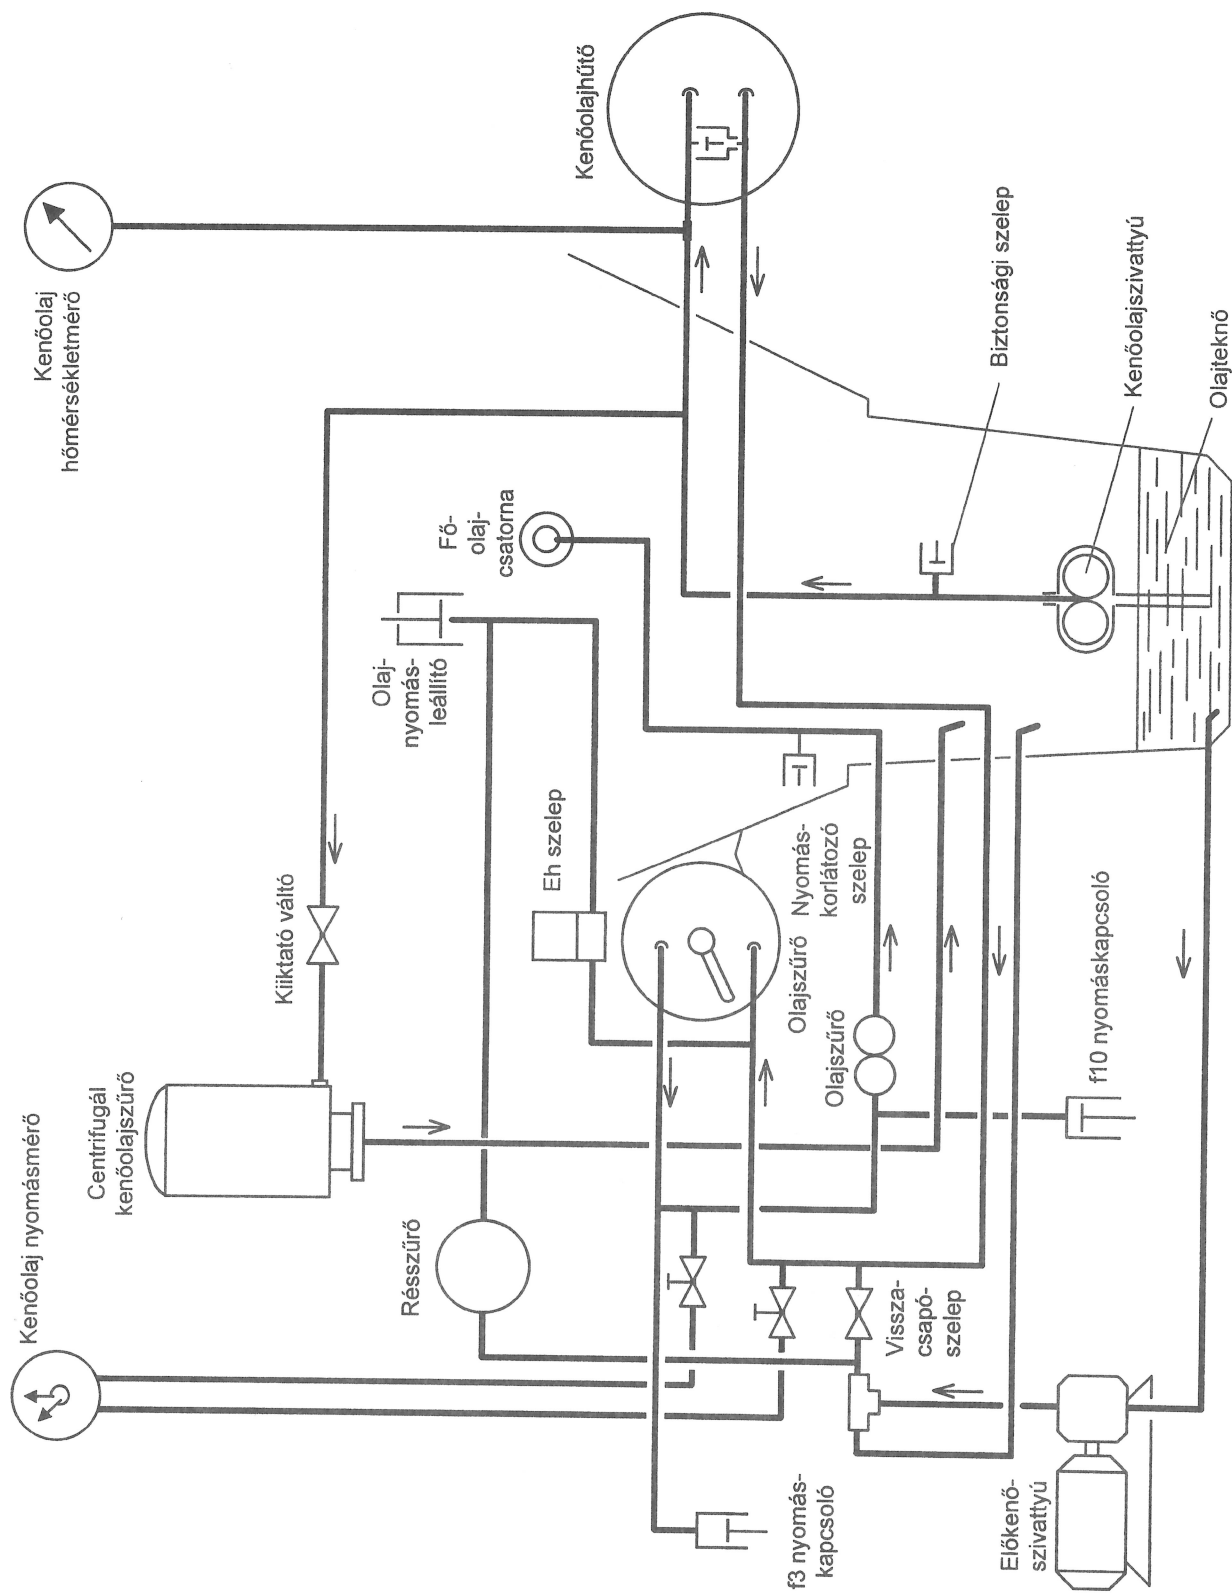 Kenőolaj nyomásmérő
Centrifugál
kenőolajszűrő
Kiiktató váltó
Kenőolaj
hőmérsékletmérő
Résszűrő
Olaj-
nyomás-
leállító
Fő-
olaj-
csatorna
Eh szelep
Kenőolajhűtő
f3 nyomás-
kapcsoló
Vissza-
csapó-
szelep
Olajszűrő
Olajszűrő
Nyomás-
korlátozó
szelep
Biztonsági szelep
Előkenő-
szivattyú
f10 nyomáskapcsoló
Kenőolajszivattyú
Olajteknő